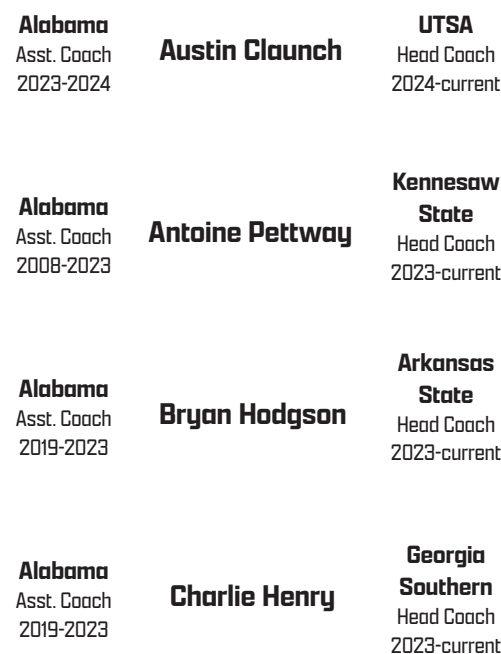 Alabama
Asst. Coach
2023-2024
Austin Claunch
UTSA
Head Coach
2024-current
Alabama
Asst. Coach
2008-2023
Antoine Pettway
Kennesaw
State
Head Coach
2023-current
Alabama
Asst. Coach
2019-2023
Bryan Hodgson
Arkansas
State
Head Coach
2023-current
Alabama
Asst. Coach
2019-2023
Charlie Henry
Georgia
Southern
Head Coach
2023-current